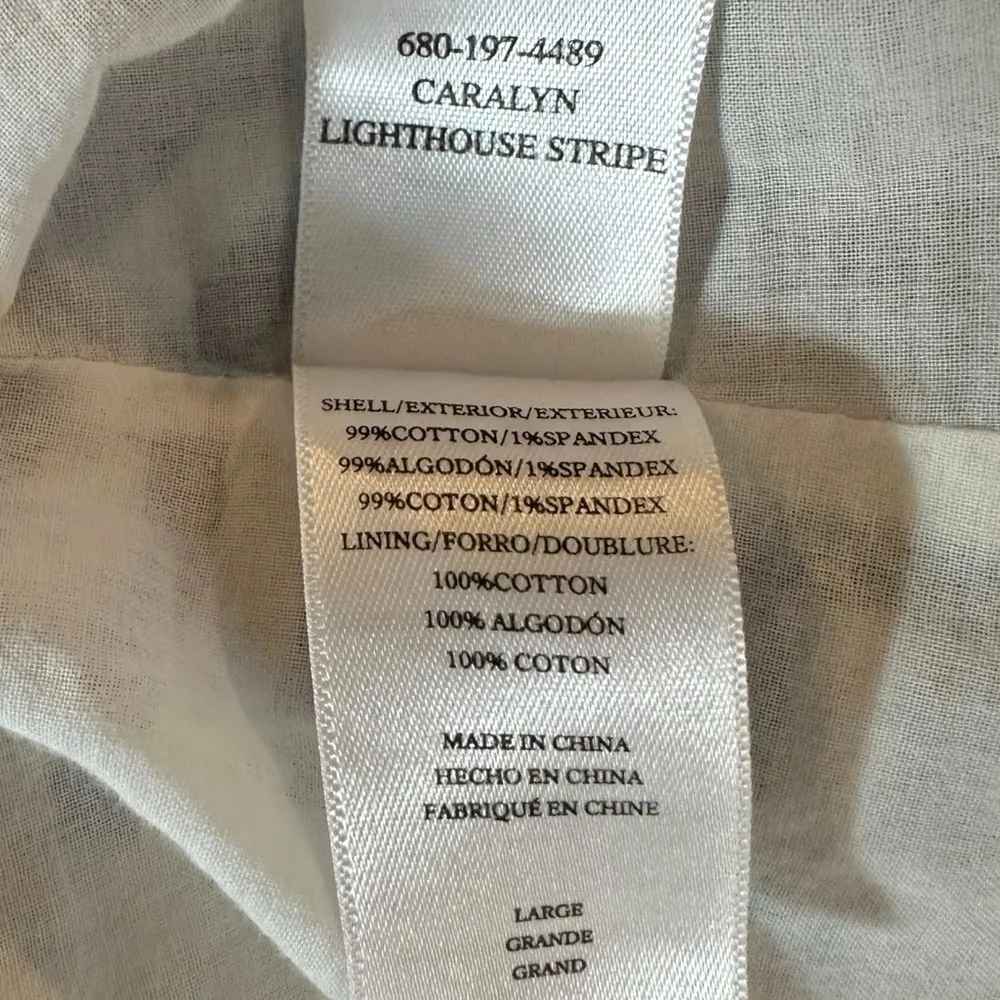 680-197-4489
CARALYN
LIGHTHOUSE STRIPE
SHELL/EXTERIOR/EXTERIEUR:
99%COTTON/1%SPANDEX
99%ALGODÓN/1%SPANDEX
99%COTON/1%SPANDEX
LINING/FORRO/DOUBLURE:
100%COTTON
100% ALGODÓN
100% COTON
MADE IN CHINA
HECHO EN CHINA
FABRIQUÉ EN CHINE
LARGE
GRANDE
GRAND